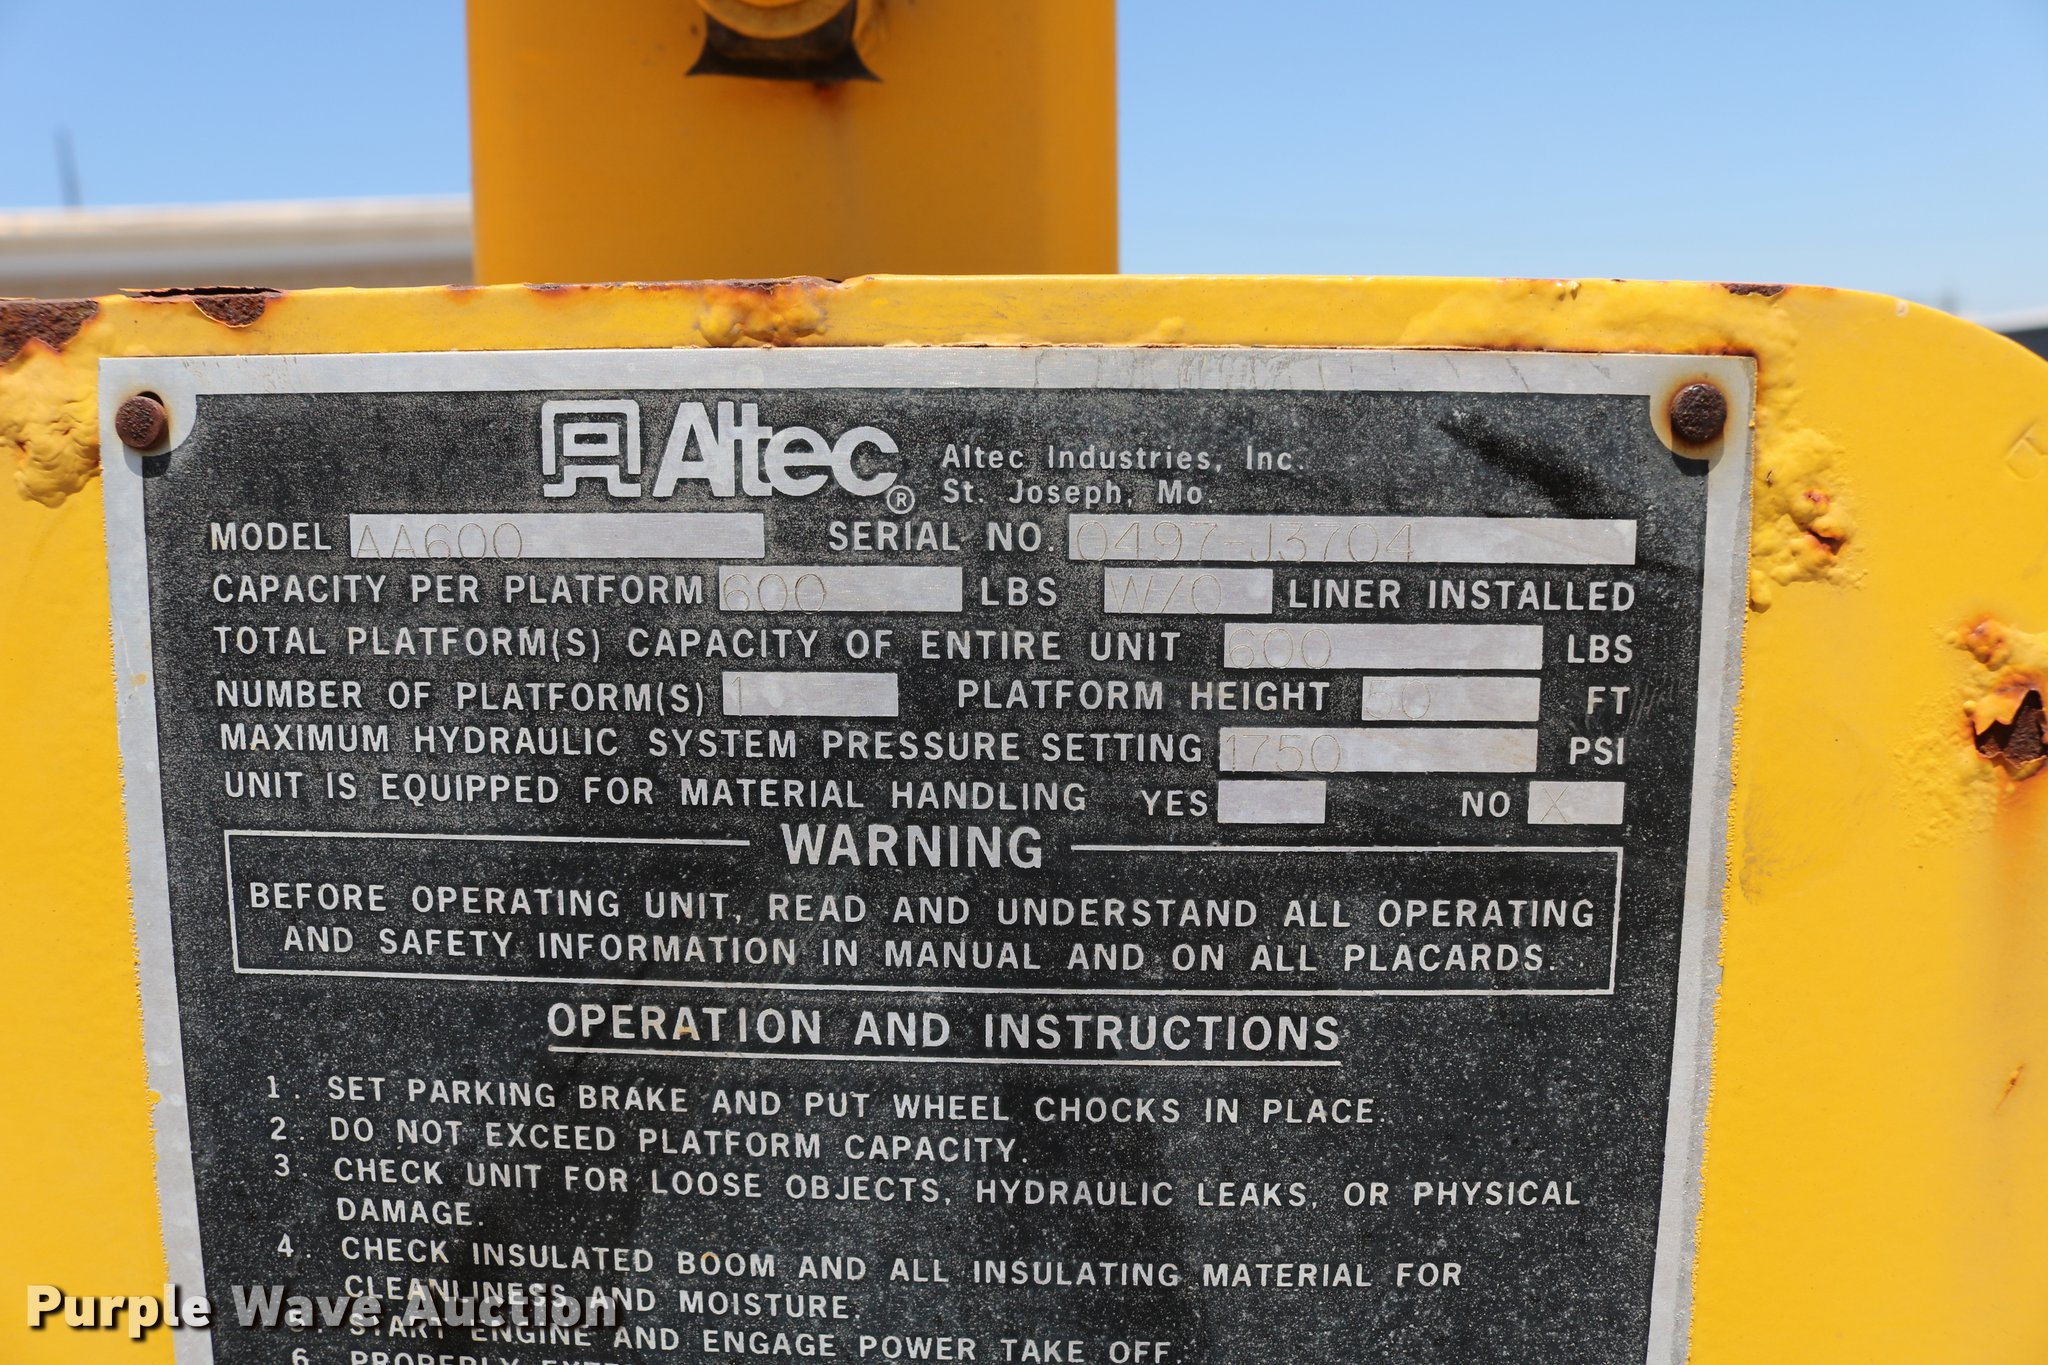 Altec ® Altec Industries, Inc.
St. Joseph, Mo.
MODEL AA600 SERIAL NO. 0497-J3704
CAPACITY PER PLATFORM 600 LBS W/O LINER INSTALLED
TOTAL PLATFORM(S) CAPACITY OF ENTIRE UNIT 600 LBS
NUMBER OF PLATFORM(S) 1 PLATFORM HEIGHT 50 FT
MAXIMUM HYDRAULIC SYSTEM PRESSURE SETTING 1750 PSI
UNIT IS EQUIPPED FOR MATERIAL HANDLING YES NO X
WARNING
BEFORE OPERATING UNIT, READ AND UNDERSTAND ALL OPERATING
AND SAFETY INFORMATION IN MANUAL AND ON ALL PLACARDS.
OPERATION AND INSTRUCTIONS
1. SET PARKING BRAKE AND PUT WHEEL CHOCKS IN PLACE.
2. DO NOT EXCEED PLATFORM CAPACITY.
3. CHECK UNIT FOR LOOSE OBJECTS, HYDRAULIC LEAKS, OR PHYSICAL
DAMAGE.
4. CHECK INSULATED BOOM AND ALL INSULATING MATERIAL FOR
CLEANLINESS AND MOISTURE.
5. START ENGINE AND ENGAGE POWER TAKE OFF.
6. PROPERLY
Purple Wave Auction